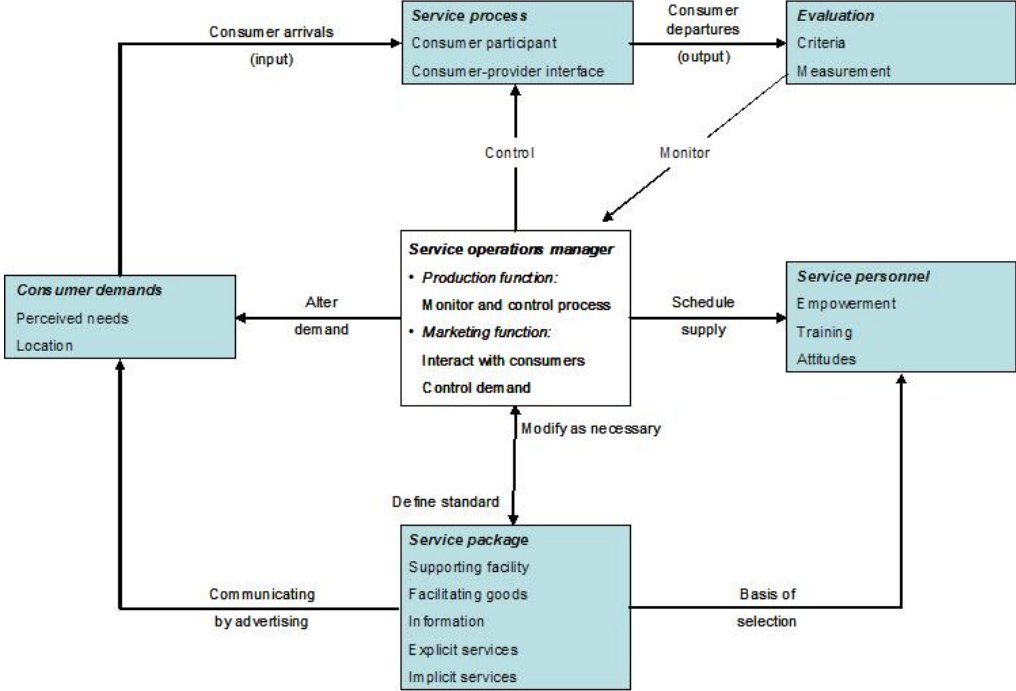 Consumer arrivals
(input)
Service process
Consumer participant
Consumer-provider interface
Consumer
departures
(output)
Evaluation
Criteria
Measurement
Control
Monitor
Consumer demands
Perceived needs
Location
Alter
demand
Service operations manager
• Production function:
Monitor and control process
• Marketing function:
Interact with consumers
Control demand
Schedule
supply
Service personnel
Empowerment
Training
Attitudes
Modify as necessary
Define standard
Communicating
by advertising
Service package
Supporting facility
Facilitating goods
Information
Explicit services
Implicit services
Basis of
selection